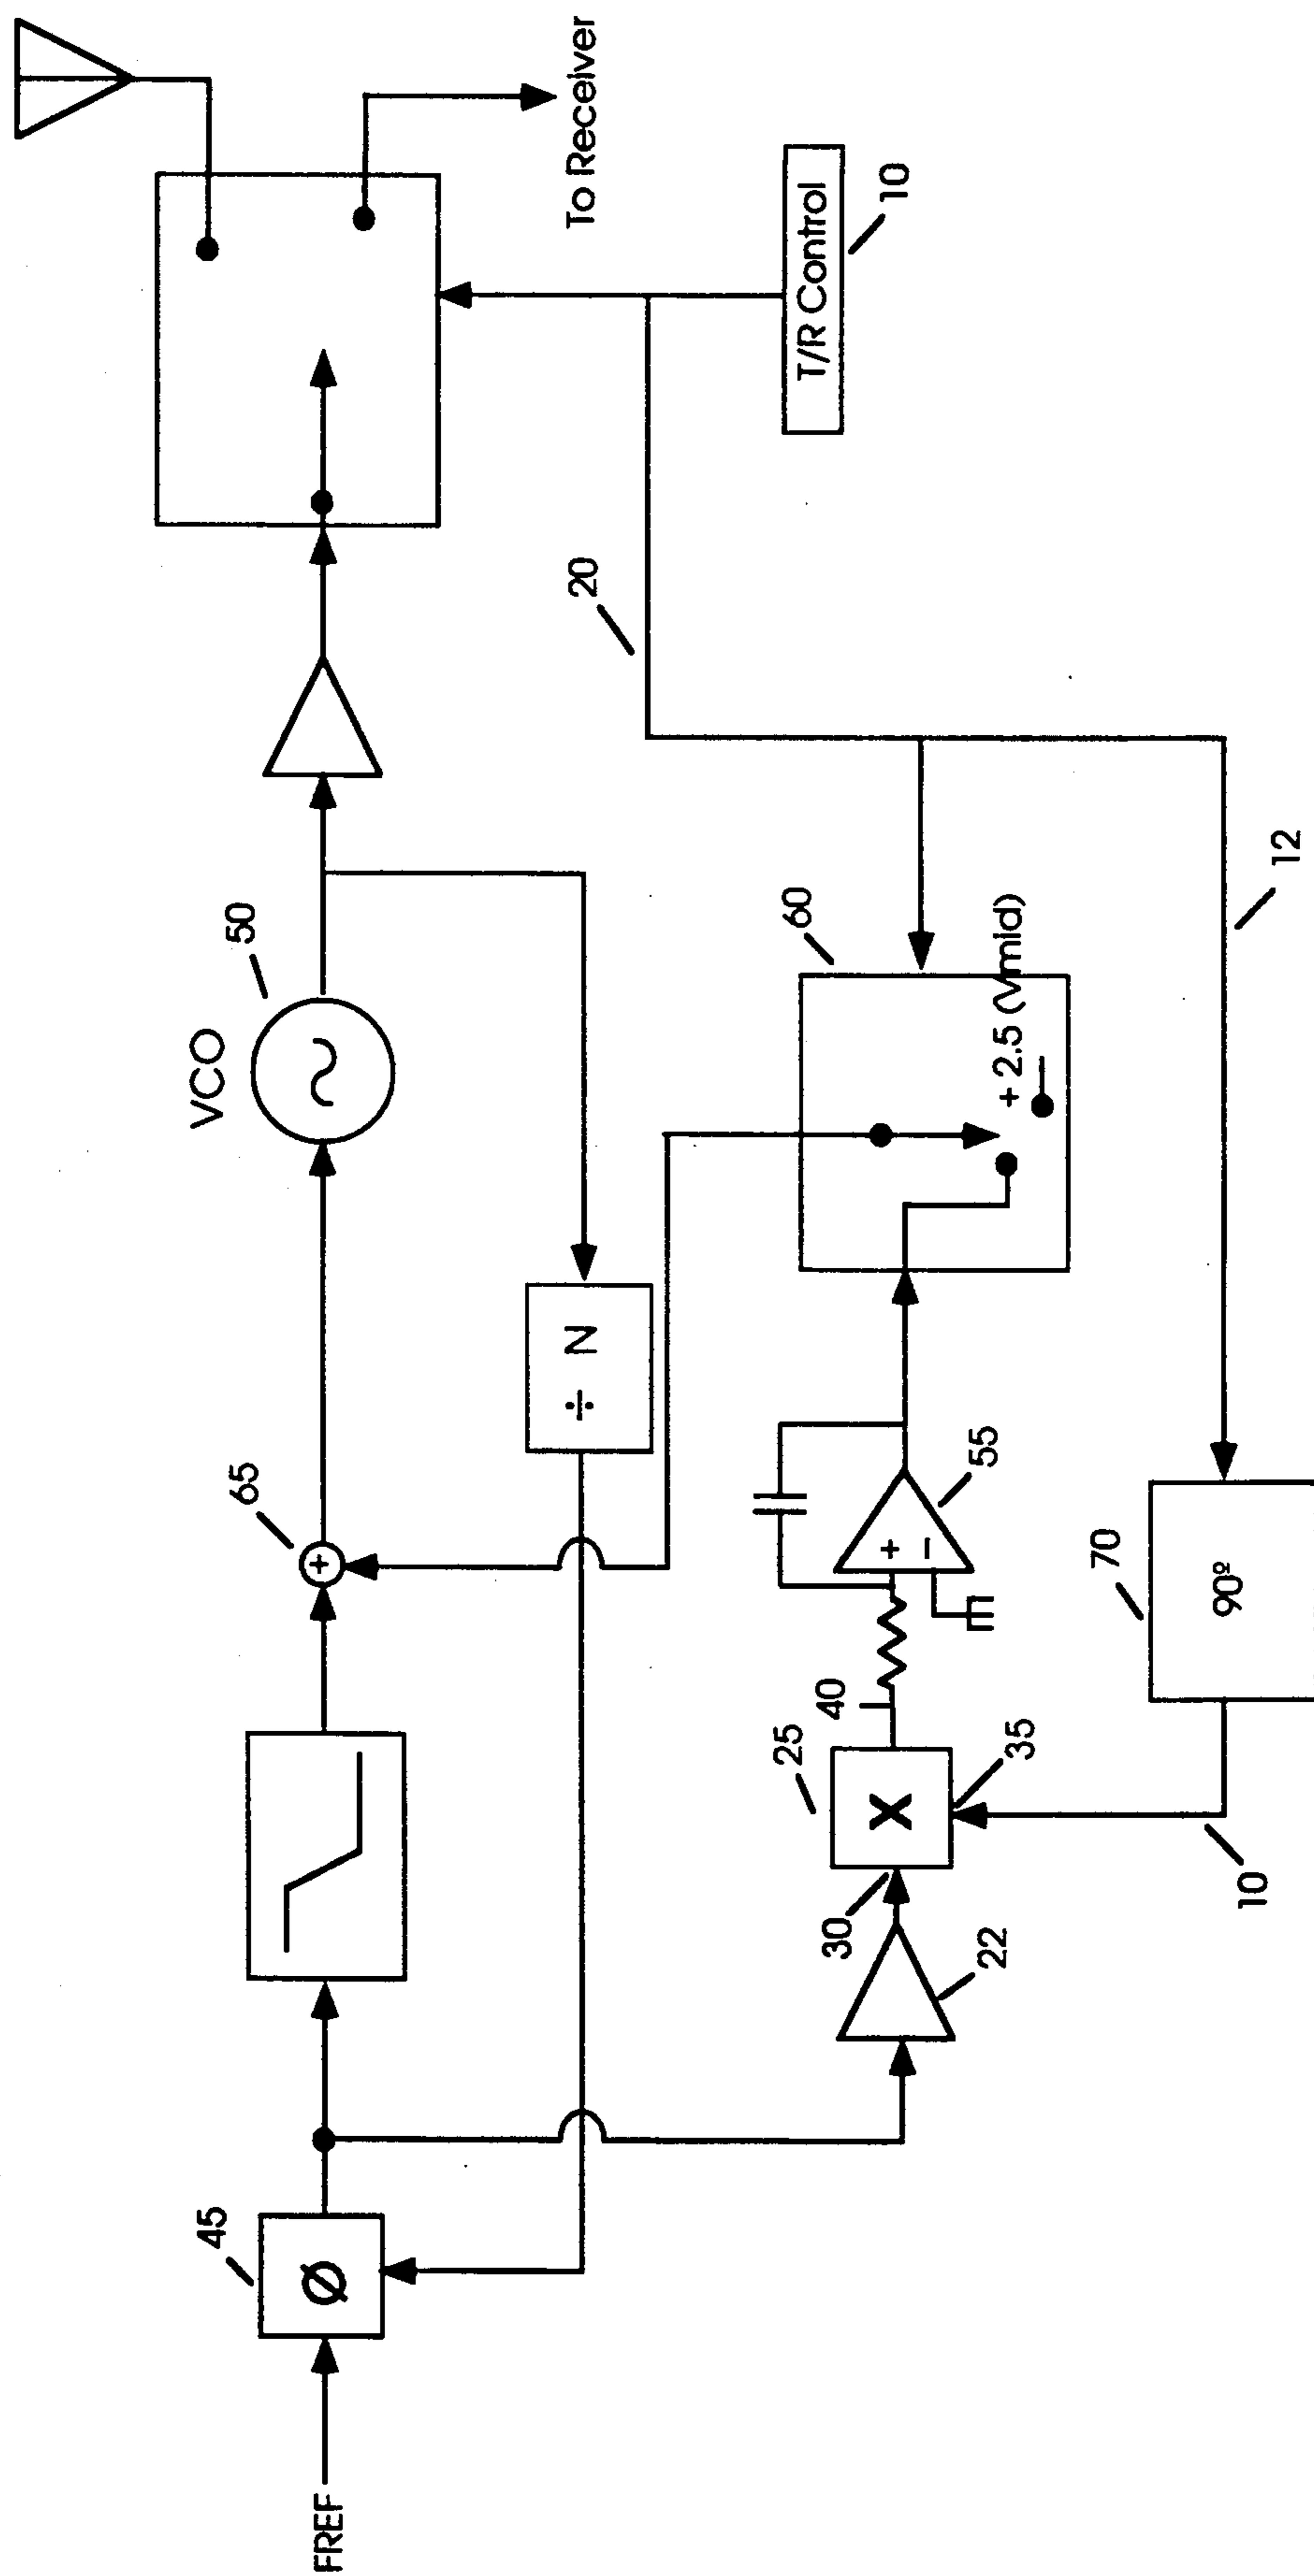 FREF
45
Ø
65
+
VCO
50
÷ N
To Receiver
T/R Control
10
20
22
30
25
X
35
40
+
−
55
60
+ 2.5 (Vmid)
10
70
90º
12